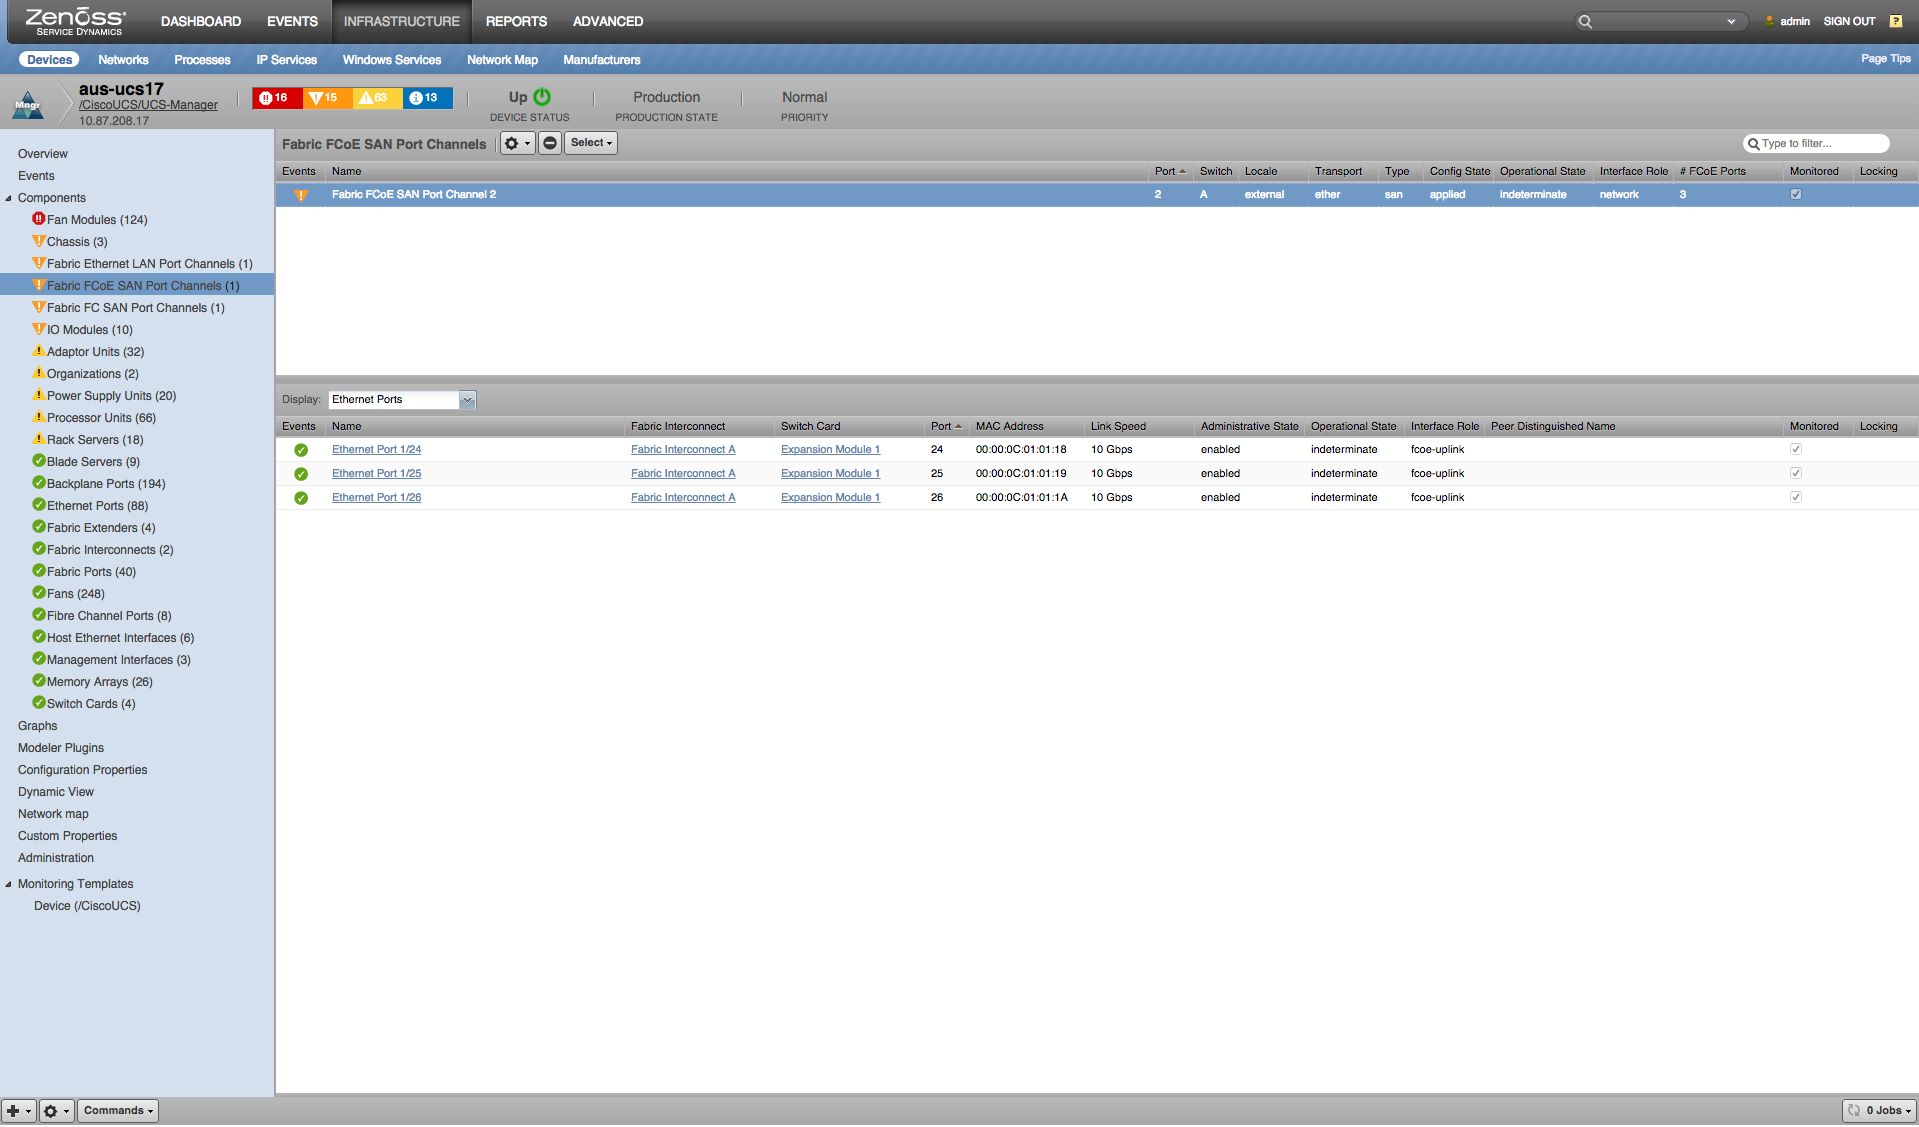 Zenoss
SERVICE DYNAMICS
DASHBOARD EVENTS INFRASTRUCTURE REPORTS ADVANCED
admin SIGN OUT ?
Devices Networks Processes IP Services Windows Services Network Map Manufacturers Page Tips
Mngr
aus-ucs17
/CiscoUCS/UCS-Manager
10.87.208.17
16 15 63 13
Up
DEVICE STATUS
Production
PRODUCTION STATE
Normal
PRIORITY
Overview
Events
Components
Fan Modules (124)
Chassis (3)
Fabric Ethernet LAN Port Channels (1)
Fabric FCoE SAN Port Channels (1)
Fabric FC SAN Port Channels (1)
IO Modules (10)
Adaptor Units (32)
Organizations (2)
Power Supply Units (20)
Processor Units (66)
Rack Servers (18)
Blade Servers (9)
Backplane Ports (194)
Ethernet Ports (88)
Fabric Extenders (4)
Fabric Interconnects (2)
Fabric Ports (40)
Fans (248)
Fibre Channel Ports (8)
Host Ethernet Interfaces (6)
Management Interfaces (3)
Memory Arrays (26)
Switch Cards (4)
Graphs
Modeler Plugins
Configuration Properties
Dynamic View
Network map
Custom Properties
Administration
Monitoring Templates
Device (/CiscoUCS)
Fabric FCoE SAN Port Channels Select Type to filter...
Events Name Port Switch Locale Transport Type Config State Operational State Interface Role # FCoE Ports Monitored Locking
Fabric FCoE SAN Port Channel 2 2 A external ether san applied indeterminate network 3
Display: Ethernet Ports
Events Name Fabric Interconnect Switch Card Port MAC Address Link Speed Administrative State Operational State Interface Role Peer Distinguished Name Monitored Locking
Ethernet Port 1/24 Fabric Interconnect A Expansion Module 1 24 00:00:0C:01:01:18 10 Gbps enabled indeterminate fcoe-uplink
Ethernet Port 1/25 Fabric Interconnect A Expansion Module 1 25 00:00:0C:01:01:19 10 Gbps enabled indeterminate fcoe-uplink
Ethernet Port 1/26 Fabric Interconnect A Expansion Module 1 26 00:00:0C:01:01:1A 10 Gbps enabled indeterminate fcoe-uplink
Commands 0 Jobs